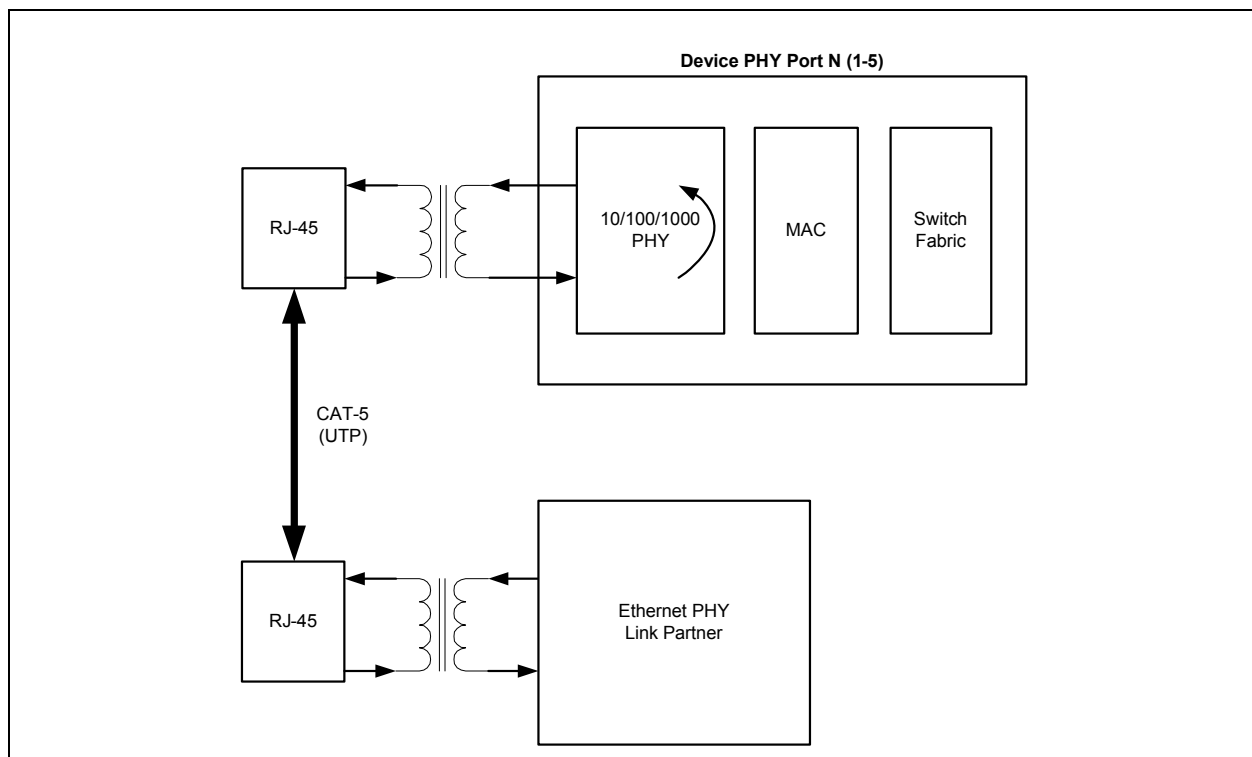 Device PHY Port N (1-5)
RJ-45
10/100/1000
PHY
MAC
Switch
Fabric
CAT-5
(UTP)
RJ-45
Ethernet PHY
Link Partner